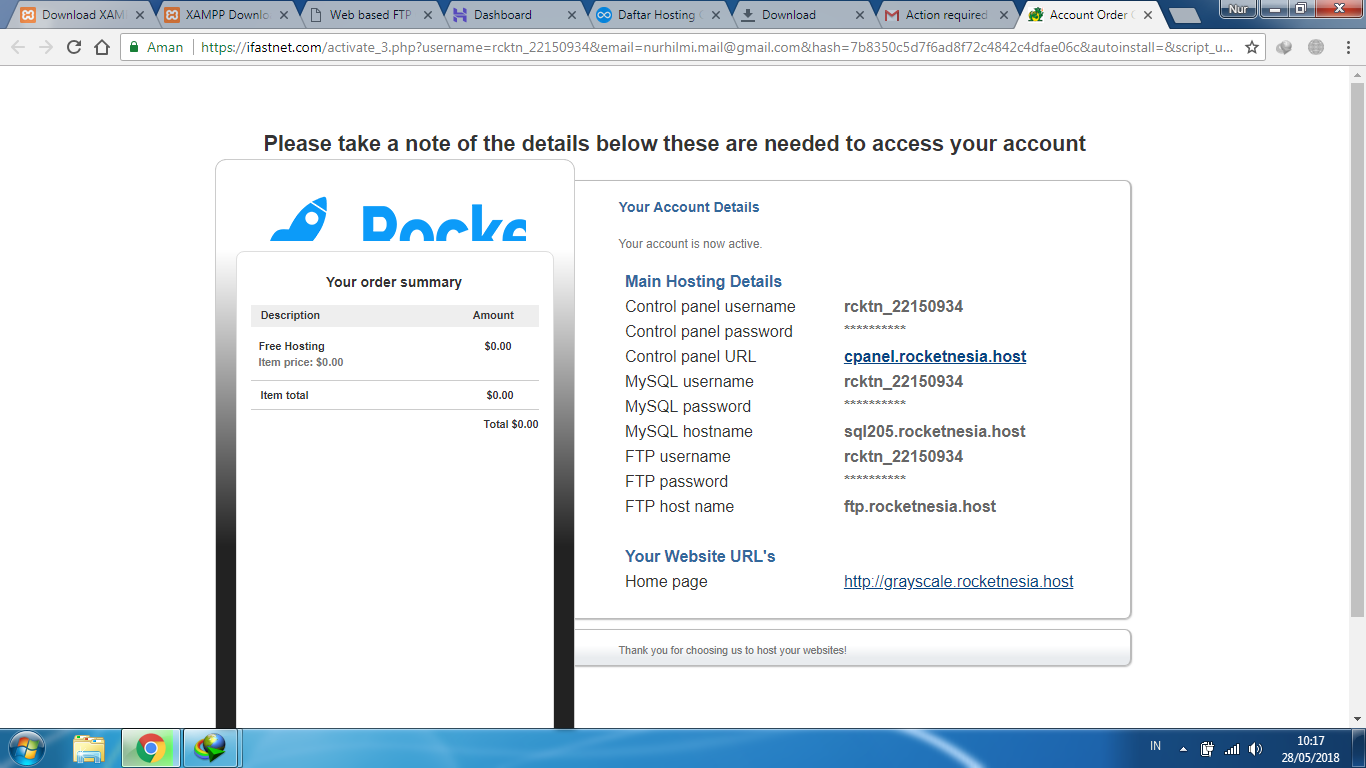 Download XAM
XAMPP Downlo
Web based FTP
Dashboard
Daftar Hosting G
Download
Action required
Account Order
Nur
Aman
https://ifastnet.com/activate_3.php?username=rcktn_22150934&email=nurhilmi.mail@gmail.com&hash=7b8350c5d7f6ad8f72c4842c4dfae06c&autoinstall=&script_u...
Please take a note of the details below these are needed to access your account
Rocke
Your order summary
Description Amount
Free Hosting $0.00
Item price: $0.00
Item total $0.00
Total $0.00
Your Account Details
Your account is now active.
Main Hosting Details
Control panel username rcktn_22150934
Control panel password **********
Control panel URL cpanel.rocketnesia.host
MySQL username rcktn_22150934
MySQL password **********
MySQL hostname sql205.rocketnesia.host
FTP username rcktn_22150934
FTP password **********
FTP host name ftp.rocketnesia.host
Your Website URL's
Home page http://grayscale.rocketnesia.host
Thank you for choosing us to host your websites!
IN
10:17
28/05/2018